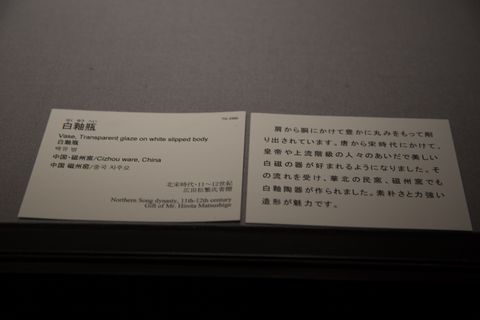 はく ゆう へい
白釉瓶
Vase, Transparent glaze on white slipped body
白釉瓶
백유 병
中国・磁州窯/Cizhou ware, China
中国 磁州窑/중국 자주요
北宋時代・11～12世紀
広田松繁氏寄贈
Northern Song dynasty, 11th-12th century
Gift of Mr. Hirota Matsushige
肩から胴にかけて豊かに丸みをもって削
り出されています。唐から宋時代にかけて、
皇帝や上流階級の人々のあいだで美しい
白磁の器が好まれるようになりました。そ
の流れを受け、華北の民窯、磁州窯でも
白釉陶器が作られました。素朴さと力強い
造形が魅力です。